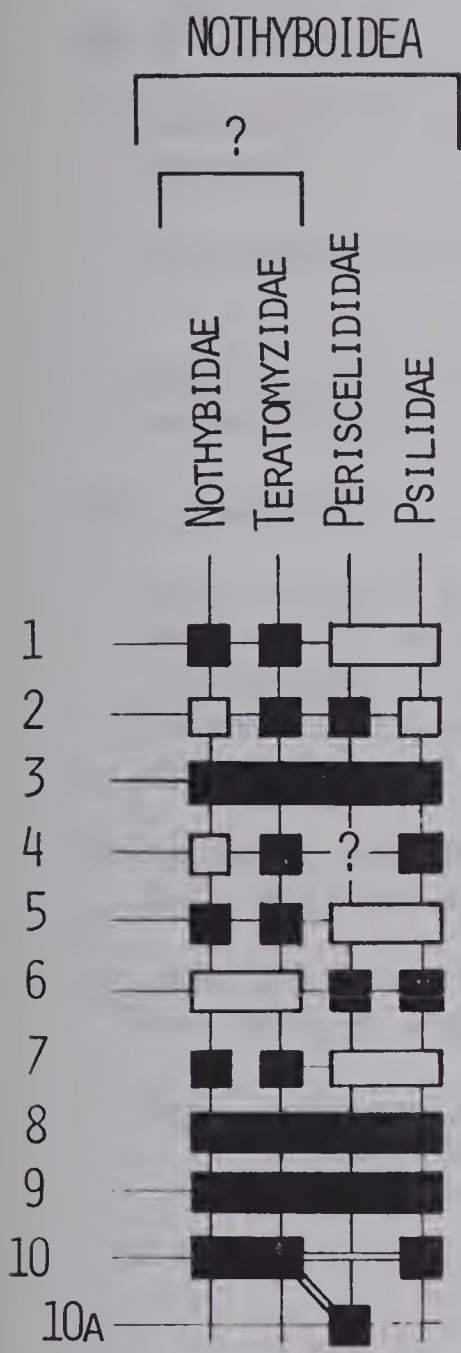 NOTHYBOIDEA
?
NOTHYBIDAE
TERATOMYZIDAE
PERISCELIDIDAE
PSILIDAE
1
2
3
4 ?
5
6
7
8
9
10
10A